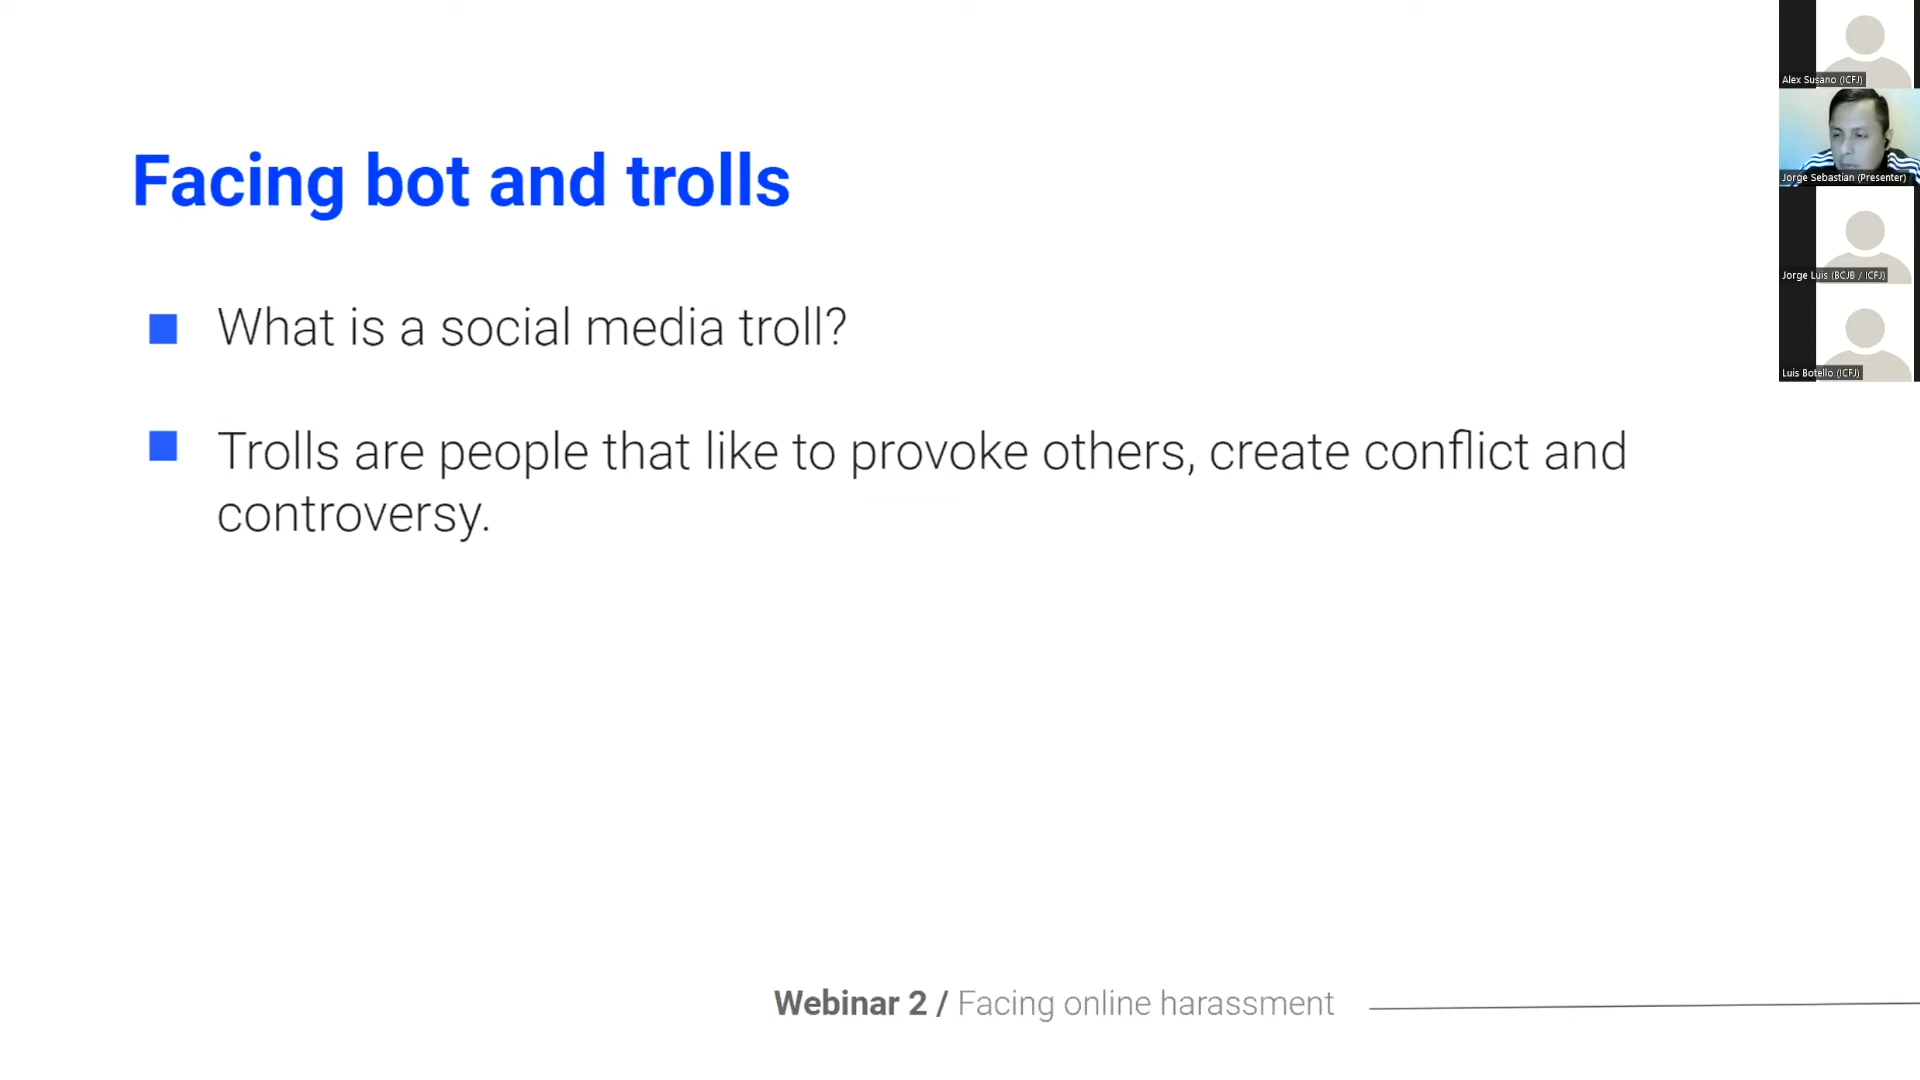 Facing bot and trolls
What is a social media troll?
Trolls are people that like to provoke others, create conflict and
controversy.
Webinar 2 / Facing online harassment
Alex Susano (ICFJ)
Jorge Sebastian (Presenter)
Jorge Luis (BCJB / ICFJ)
Luis Botello (ICFJ)